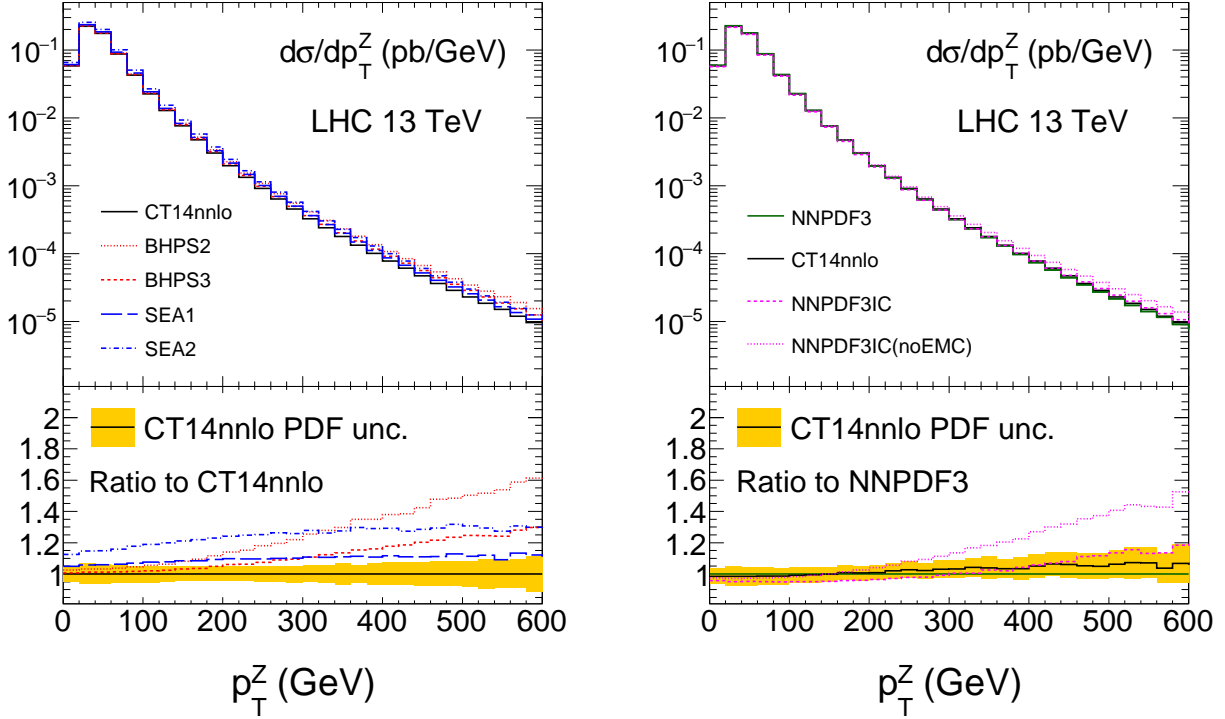 dσ/dp_T^Z (pb/GeV)
LHC 13 TeV
10⁻¹
10⁻²
10⁻³
10⁻⁴
10⁻⁵
CT14nnlo
BHPS2
BHPS3
SEA1
SEA2
CT14nnlo PDF unc.
Ratio to CT14nnlo
2
1.8
1.6
1.4
1.2
1
0 100 200 300 400 500 600
p_T^Z (GeV)
dσ/dp_T^Z (pb/GeV)
LHC 13 TeV
10⁻¹
10⁻²
10⁻³
10⁻⁴
10⁻⁵
NNPDF3
CT14nnlo
NNPDF3IC
NNPDF3IC(noEMC)
CT14nnlo PDF unc.
Ratio to NNPDF3
2
1.8
1.6
1.4
1.2
1
0 100 200 300 400 500 600
p_T^Z (GeV)